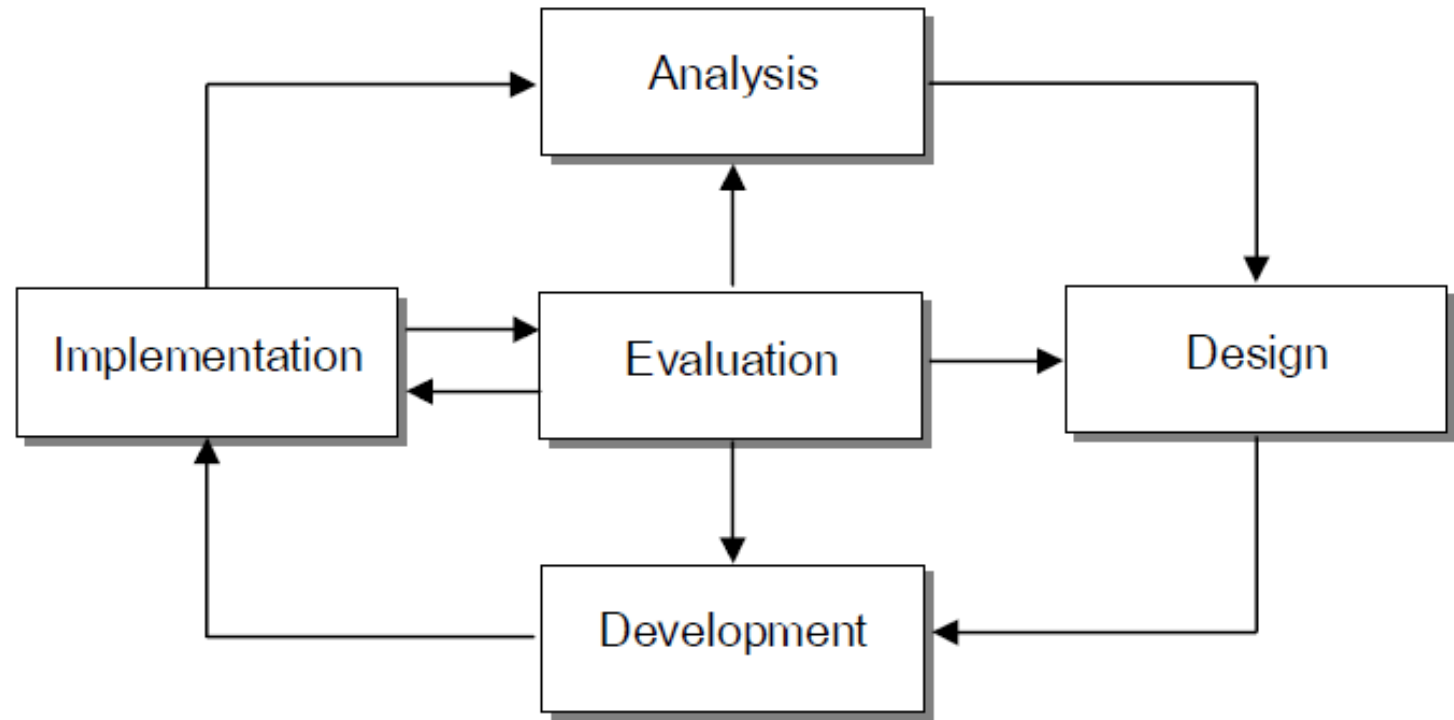 Analysis
Implementation
Evaluation
Design
Development